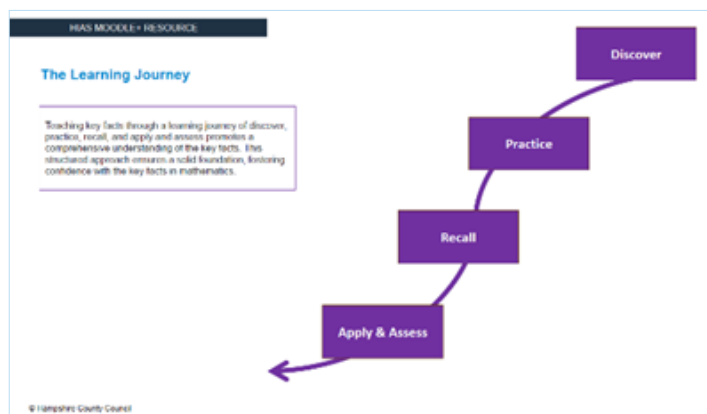 HIAS MOODLE+ RESOURCE
The Learning Journey
Teaching key facts through a learning journey of discover,
practice, recall, and apply and assess promotes a
comprehensive understanding of the key facts. This
structured approach ensures a solid foundation, fostering
confidence with the key facts in mathematics.
Discover
Practice
Recall
Apply & Assess
© Hampshire County Council